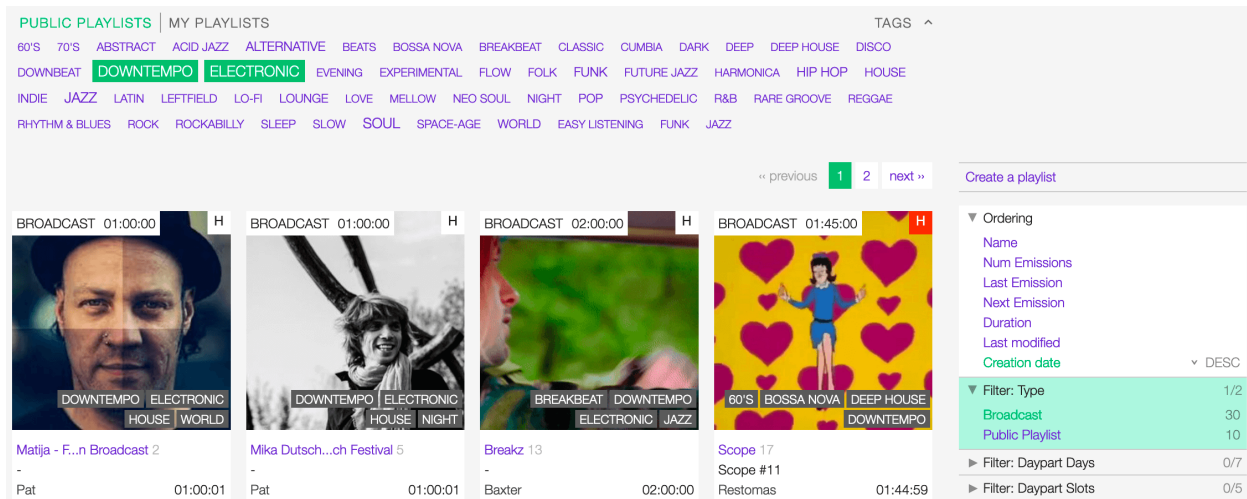 PUBLIC PLAYLISTS | MY PLAYLISTS TAGS
60'S 70'S ABSTRACT ACID JAZZ ALTERNATIVE BEATS BOSSA NOVA BREAKBEAT CLASSIC CUMBIA DARK DEEP DEEP HOUSE DISCO
DOWNBEAT DOWNTEMPO ELECTRONIC EVENING EXPERIMENTAL FLOW FOLK FUNK FUTURE JAZZ HARMONICA HIP HOP HOUSE
INDIE JAZZ LATIN LEFTFIELD LO-FI LOUNGE LOVE MELLOW NEO SOUL NIGHT POP PSYCHEDELIC R&B RARE GROOVE REGGAE
RHYTHM & BLUES ROCK ROCKABILLY SLEEP SLOW SOUL SPACE-AGE WORLD EASY LISTENING FUNK JAZZ
‹‹ previous 1 2 next ››
BROADCAST 01:00:00 H
DOWNTEMPO ELECTRONIC
HOUSE WORLD
Matija - F...n Broadcast 2
-
Pat 01:00:01
BROADCAST 01:00:00 H
DOWNTEMPO ELECTRONIC
HOUSE NIGHT
Mika Dutsch...ch Festival 5
-
Pat 01:00:01
BROADCAST 02:00:00 H
BREAKBEAT DOWNTEMPO
ELECTRONIC JAZZ
Breakz 13
-
Baxter 02:00:00
BROADCAST 01:45:00 H
60'S BOSSA NOVA DEEP HOUSE
DOWNTEMPO
Scope 17
Scope #11
Restomas 01:44:59
Create a playlist
Ordering
Name
Num Emissions
Last Emission
Next Emission
Duration
Last modified
Creation date DESC
Filter: Type 1/2
Broadcast 30
Public Playlist 10
Filter: Daypart Days 0/7
Filter: Daypart Slots 0/5